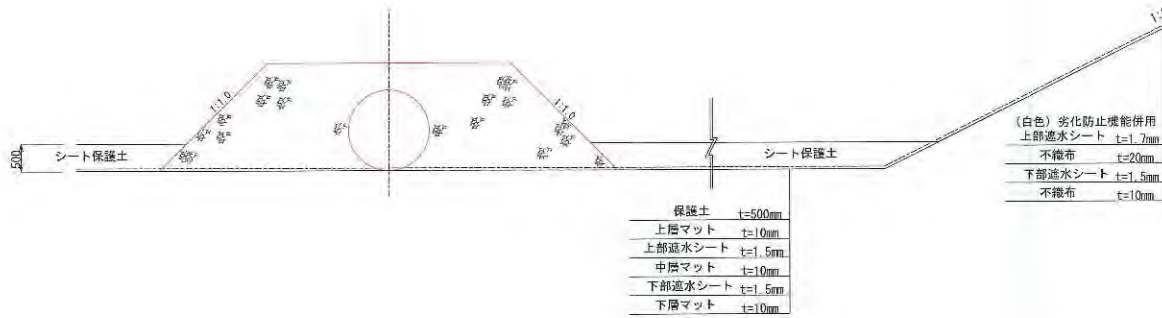 1:1.0
1:1.0
500
シート保護土
シート保護土
(白色) 劣化防止機能併用
上部遮水シート t=1.7mm
不織布 t=20mm
下部遮水シート t=1.5mm
不織布 t=10mm
保護土 t=500mm
上層マット t=10mm
上部遮水シート t=1.5mm
中層マット t=10mm
下部遮水シート t=1.5mm
下層マット t=10mm